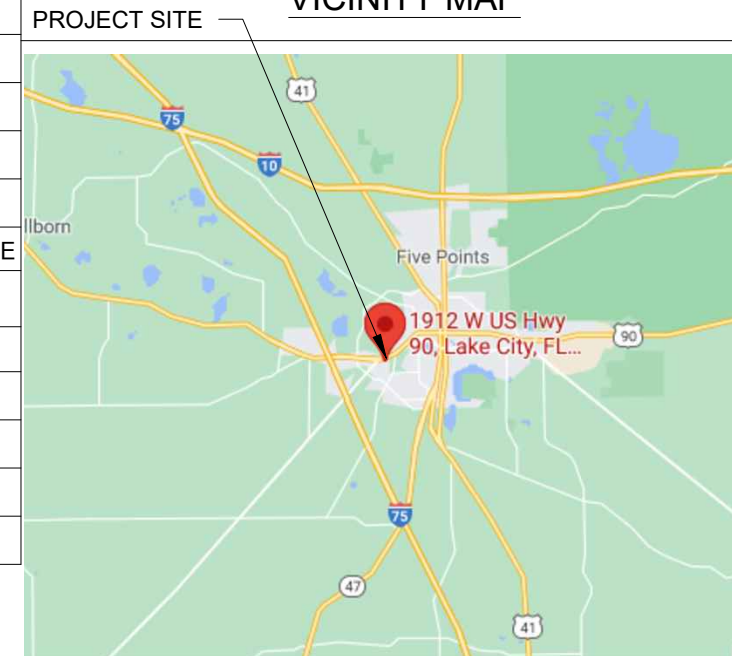 VICINITY MAP
PROJECT SITE
41
75
10
llborn
E
Five Points
1912 W US Hwy
90, Lake City, FL...
90
75
47
41